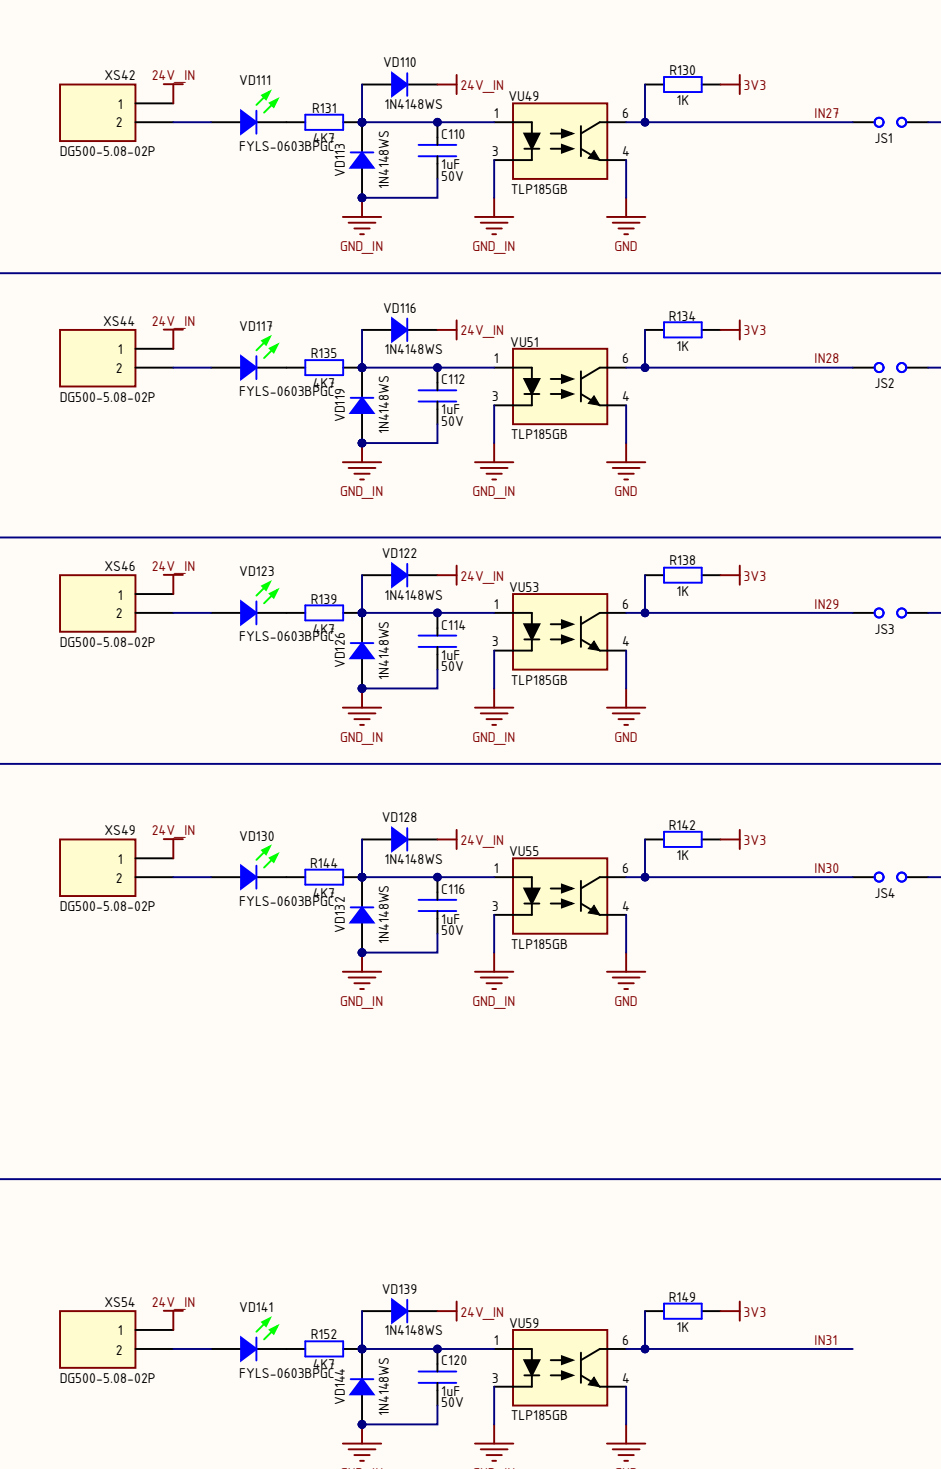 VD110
XS42 24V_IN VD111 24V_IN R130 3V3
1 R131 1N4148WS VU49 1K
2 C110 1 6 IN27
DG500-5.08-02P FYLS-0603BPGC 4K7 VD113 1N4148WS 1uF 50V 3 4 JS1
TLP185GB
GND_IN GND_IN GND
VD116
XS44 24V_IN VD117 24V_IN R134 3V3
1 R135 1N4148WS VU51 1K
2 C112 1 6 IN28
DG500-5.08-02P FYLS-0603BPGC 4K7 VD119 1N4148WS 1uF 50V 3 4 JS2
TLP185GB
GND_IN GND_IN GND
VD122
XS46 24V_IN VD123 24V_IN R138 3V3
1 R139 1N4148WS VU53 1K
2 C114 1 6 IN29
DG500-5.08-02P FYLS-0603BPGC 4K7 VD126 1N4148WS 1uF 50V 3 4 JS3
TLP185GB
GND_IN GND_IN GND
VD128
XS49 24V_IN VD130 24V_IN R142 3V3
1 R144 1N4148WS VU55 1K
2 C116 1 6 IN30
DG500-5.08-02P FYLS-0603BPGC 4K7 VD132 1N4148WS 1uF 50V 3 4 JS4
TLP185GB
GND_IN GND_IN GND
VD139
XS54 24V_IN VD141 24V_IN R149 3V3
1 R152 1N4148WS VU59 1K
2 C120 1 6 IN31
DG500-5.08-02P FYLS-0603BPGC 4K7 VD144 1N4148WS 1uF 50V 3 4
TLP185GB